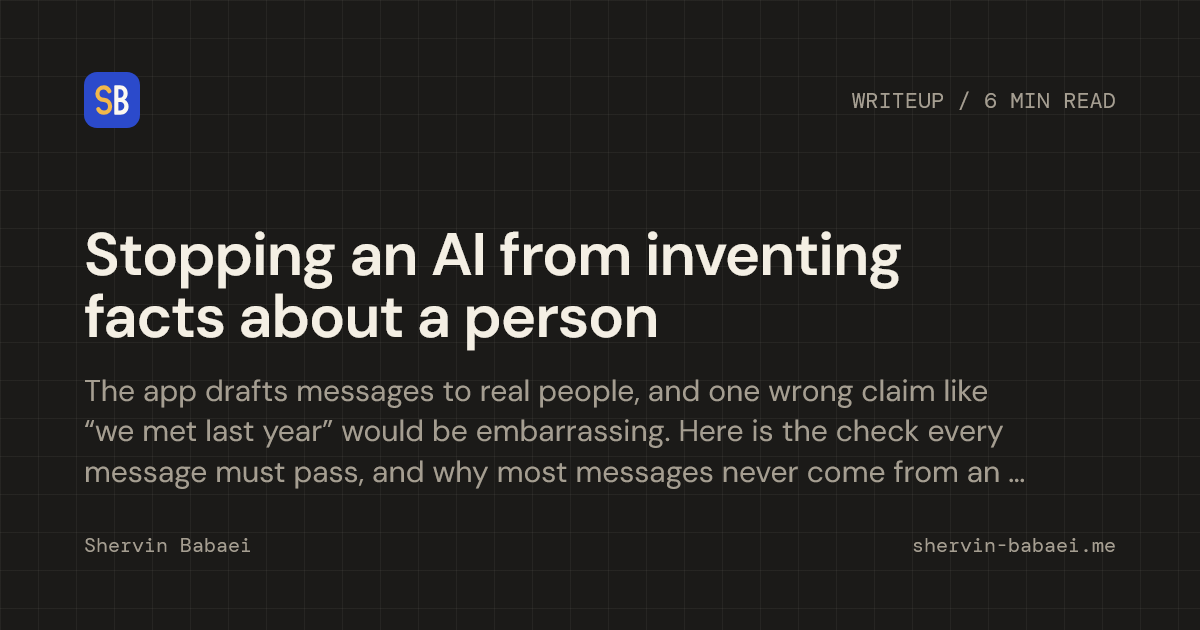 SB
WRITEUP / 6 MIN READ
Stopping an AI from inventing
facts about a person
The app drafts messages to real people, and one wrong claim like
“we met last year” would be embarrassing. Here is the check every
message must pass, and why most messages never come from an ...
Shervin Babaei
shervin-babaei.me